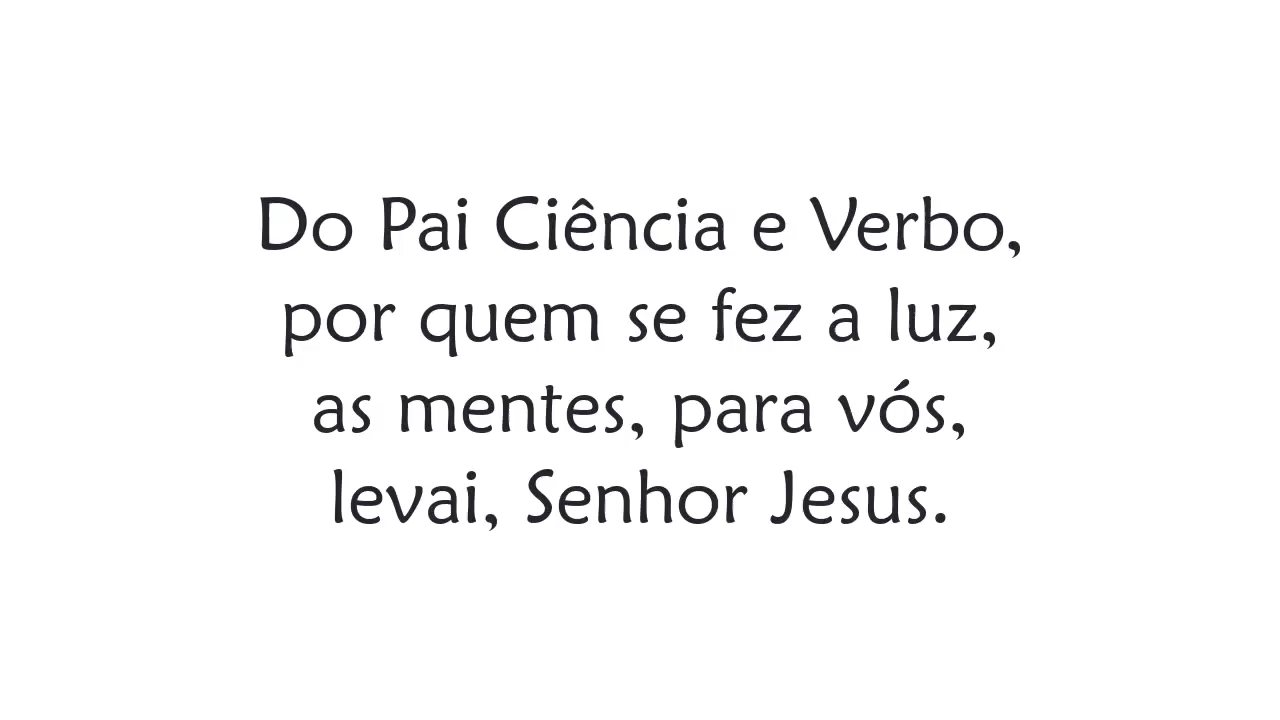 Do Pai Ciência e Verbo,
por quem se fez a luz,
as mentes, para vós,
levai, Senhor Jesus.